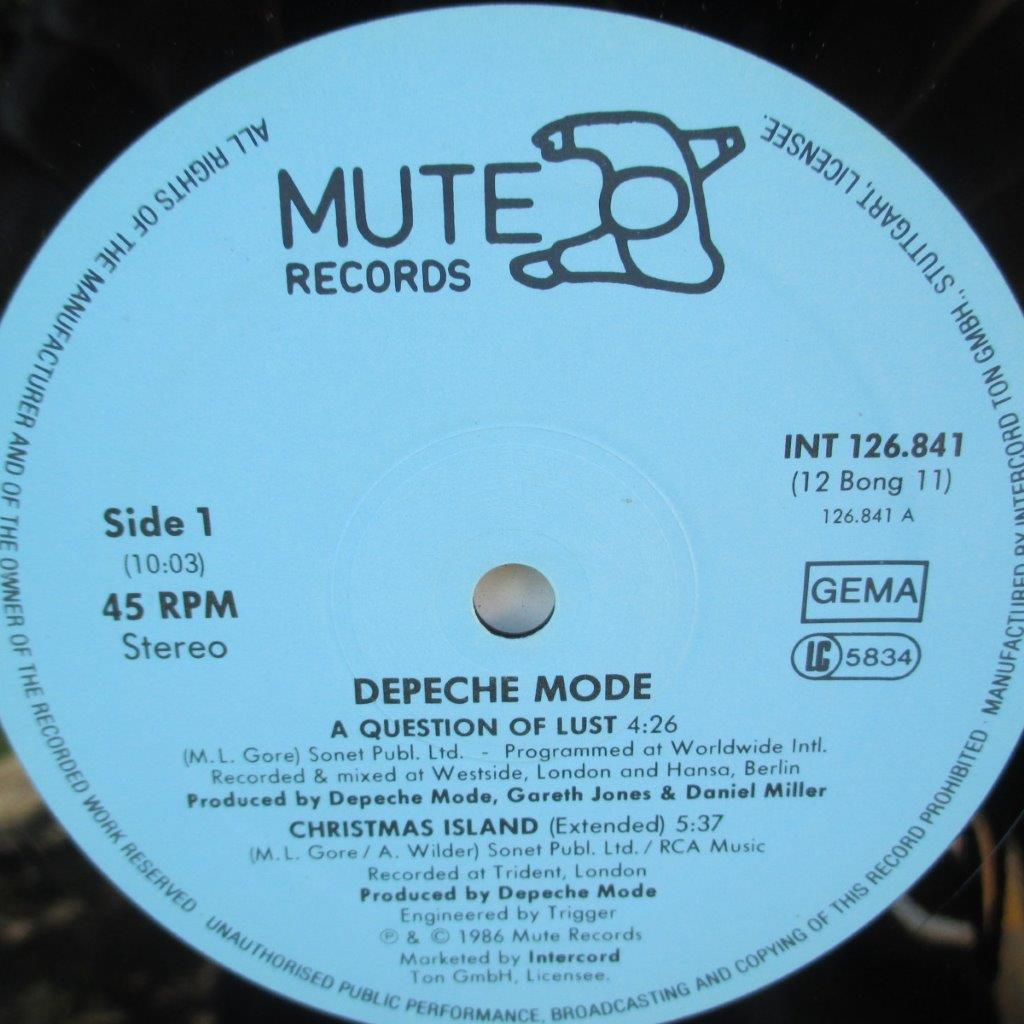 MUTE
RECORDS
INT 126.841
(12 Bong 11)
126.841 A
Side 1
(10:03)
45 RPM
Stereo
GEMA
LC 5834
DEPECHE MODE
A QUESTION OF LUST 4:26
(M.L. Gore) Sonet Publ. Ltd. - Programmed at Worldwide Intl.
Recorded & mixed at Westside, London and Hansa, Berlin
Produced by Depeche Mode, Gareth Jones & Daniel Miller
CHRISTMAS ISLAND (Extended) 5:37
(M.L. Gore / A. Wilder) Sonet Publ. Ltd. / RCA Music
Recorded at Trident, London
Produced by Depeche Mode
Engineered by Trigger
℗ & © 1986 Mute Records
Marketed by Intercord
Ton GmbH, Licensee.
ALL RIGHTS OF THE MANUFACTURER AND OF THE OWNER OF THE RECORDED WORK RESERVED · UNAUTHORISED PUBLIC PERFORMANCE, BROADCASTING AND COPYING OF THIS RECORD PROHIBITED · MANUFACTURED BY INTERCORD TON GMBH., STUTTGART, LICENSEE.